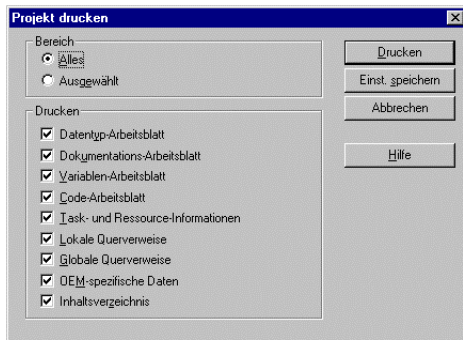 Projekt drucken
Bereich
Alles
Ausgewählt
Drucken
Datentyp-Arbeitsblatt
Dokumentations-Arbeitsblatt
Variablen-Arbeitsblatt
Code-Arbeitsblatt
Task- und Ressource-Informationen
Lokale Querverweise
Globale Querverweise
OEM-spezifische Daten
Inhaltsverzeichnis
Drucken
Einst. speichern
Abbrechen
Hilfe